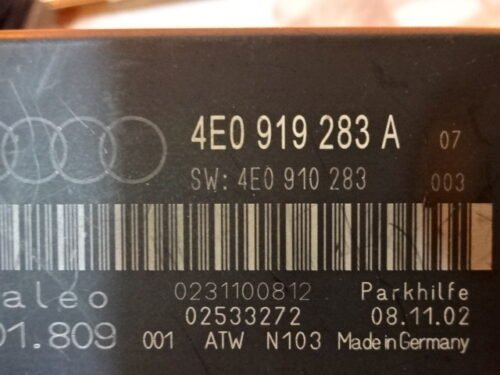 4E0 919 283 A 07
SW: 4E0 910 283 003
aleo 0231100812 Parkhilfe
01.809 02533272 08.11.02
001 ATW N103 Made in Germany